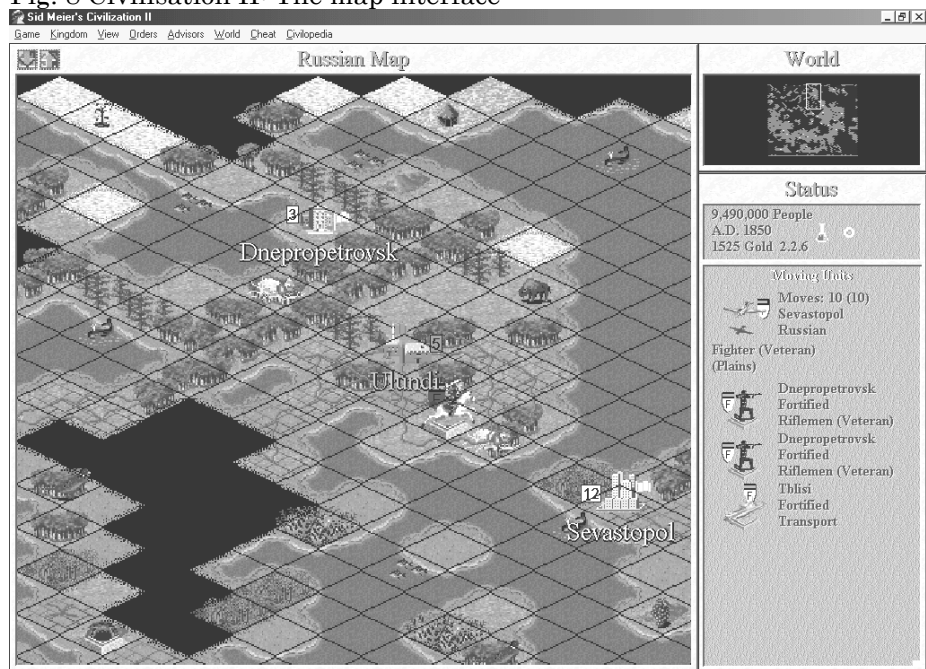 Fig. 8 Civilisation II: The map interface
Sid Meier's Civilization II
Game Kingdom View Orders Advisors World Cheat Civilopedia
Russian Map
World
3
Dnepropetrovsk
5
Ulundi
12
Sevastopol
Status
9,490,000 People
A.D. 1850
1525 Gold 2.2.6
Moving Units
Moves: 10 (10)
Sevastopol
Russian
Fighter (Veteran)
(Plains)
F
Dnepropetrovsk
Fortified
Riflemen (Veteran)
F
Dnepropetrovsk
Fortified
Riflemen (Veteran)
F
Tblisi
Fortified
Transport